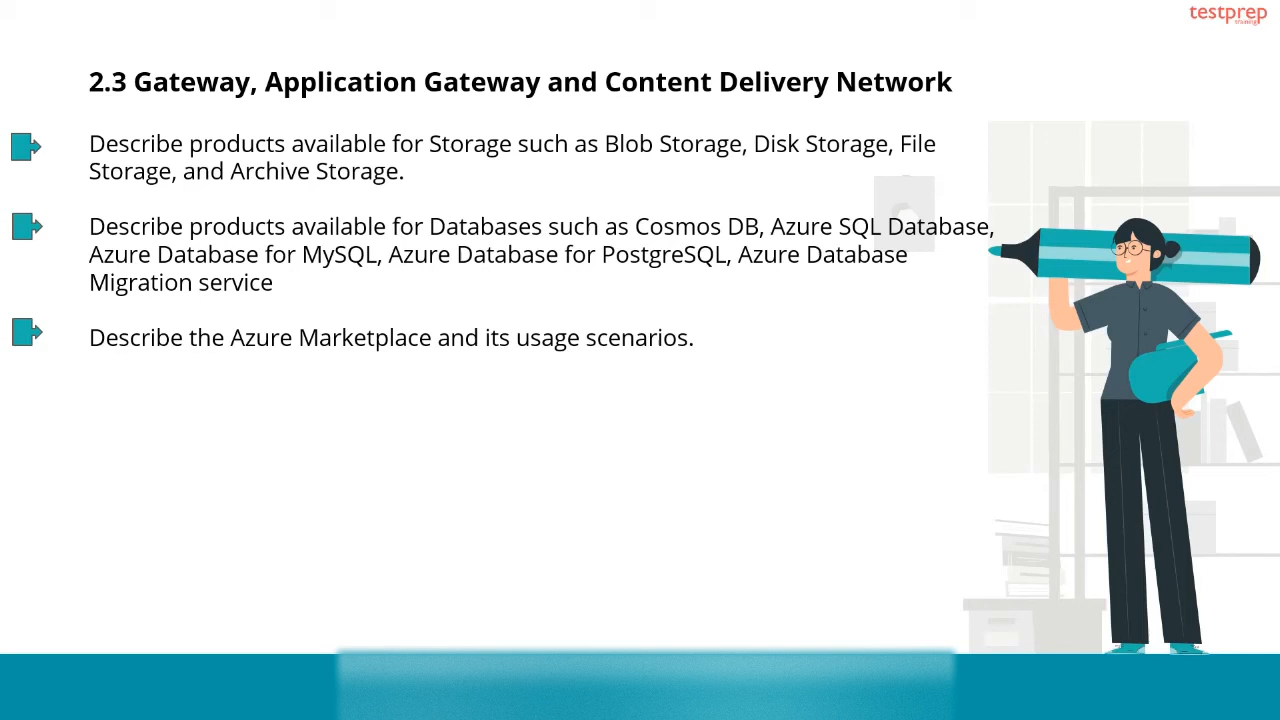 testprep
training
2.3 Gateway, Application Gateway and Content Delivery Network
Describe products available for Storage such as Blob Storage, Disk Storage, File
Storage, and Archive Storage.
Describe products available for Databases such as Cosmos DB, Azure SQL Database,
Azure Database for MySQL, Azure Database for PostgreSQL, Azure Database
Migration service
Describe the Azure Marketplace and its usage scenarios.